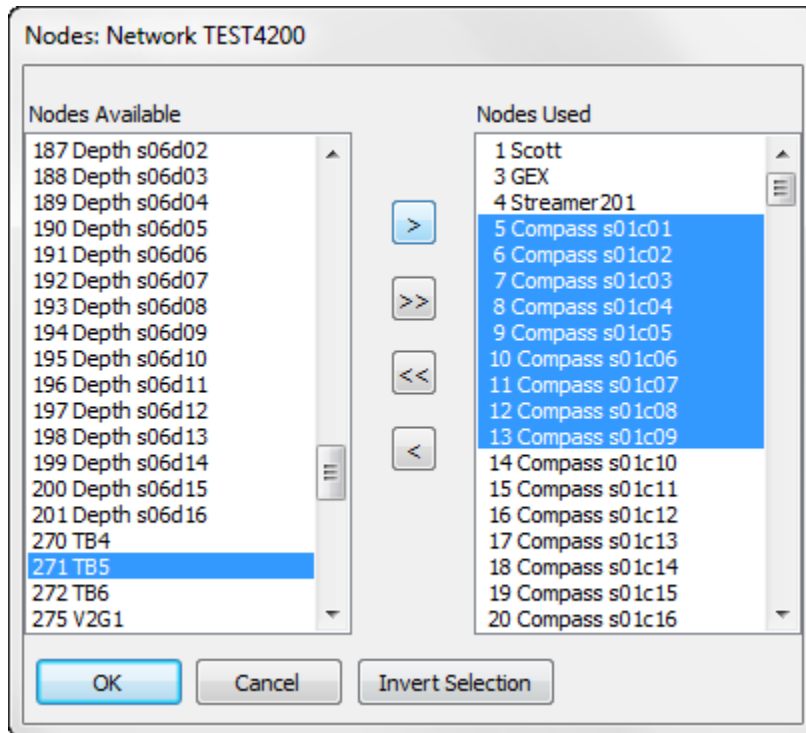 Nodes: Network TEST4200
Nodes Available
187 Depth s06d02
188 Depth s06d03
189 Depth s06d04
190 Depth s06d05
191 Depth s06d06
192 Depth s06d07
193 Depth s06d08
194 Depth s06d09
195 Depth s06d10
196 Depth s06d11
197 Depth s06d12
198 Depth s06d13
199 Depth s06d14
200 Depth s06d15
201 Depth s06d16
270 TB4
271 TB5
272 TB6
275 V2G1
>
>>
<<
<
Nodes Used
1 Scott
3 GEX
4 Streamer201
5 Compass s01c01
6 Compass s01c02
7 Compass s01c03
8 Compass s01c04
9 Compass s01c05
10 Compass s01c06
11 Compass s01c07
12 Compass s01c08
13 Compass s01c09
14 Compass s01c10
15 Compass s01c11
16 Compass s01c12
17 Compass s01c13
18 Compass s01c14
19 Compass s01c15
20 Compass s01c16
OK
Cancel
Invert Selection